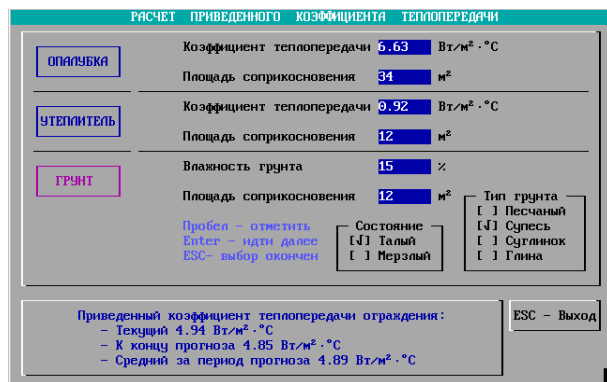 РАСЧЕТ ПРИВЕДЕННОГО КОЭФФИЦИЕНТА ТЕПЛОПЕРЕДАЧИ
ОПАЛУБКА
Коэффициент теплопередачи 6.63 Вт/м²·°С
Площадь соприкосновения 34 м²
УТЕПЛИТЕЛЬ
Коэффициент теплопередачи 0.92 Вт/м²·°С
Площадь соприкосновения 12 м²
ГРУНТ
Влажность грунта 15 %
Площадь соприкосновения 12 м²
Пробел - отметить
Enter - идти далее
ESC- выбор окончен
Состояние
[√] Талый
[ ] Мерзлый
Тип грунта
[ ] Песчаный
[√] Супесь
[ ] Суглинок
[ ] Глина
Приведенный коэффициент теплопередачи ограждения:
- Текущий 4.94 Вт/м²·°С
- К концу прогноза 4.85 Вт/м²·°С
- Средний за период прогноза 4.89 Вт/м²·°С
ESC - Выход